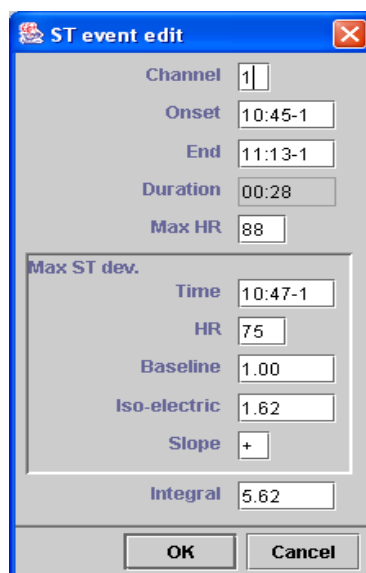 ST event edit
Channel 1
Onset 10:45-1
End 11:13-1
Duration 00:28
Max HR 88
Max ST dev.
Time 10:47-1
HR 75
Baseline 1.00
Iso-electric 1.62
Slope +
Integral 5.62
OK Cancel